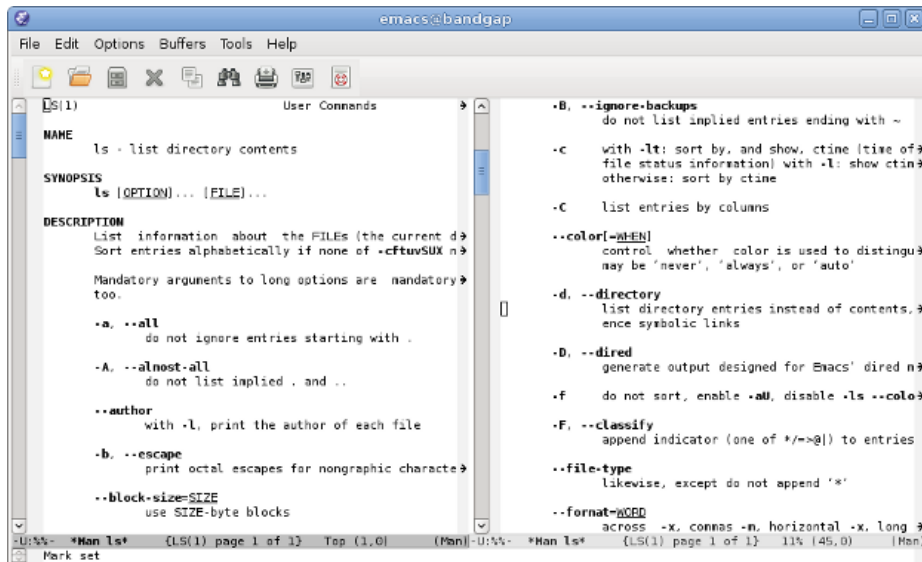 emacs@bandgap
File Edit Options Buffers Tools Help
LS(1) User Commands
NAME
ls - list directory contents
SYNOPSIS
ls [OPTION]... [FILE]...
DESCRIPTION
List information about the FILEs (the current d
Sort entries alphabetically if none of -cftuvSUX n
Mandatory arguments to long options are mandatory
too.
-a, --all
do not ignore entries starting with .
-A, --almost-all
do not list implied . and ..
--author
with -l, print the author of each file
-b, --escape
print octal escapes for nongraphic characte
--block-size=SIZE
use SIZE-byte blocks
-U:%%- *Man ls* {LS(1) page 1 of 1} Top (1,0) (Man)
-B, --ignore-backups
do not list implied entries ending with ~
-c with -lt: sort by, and show, ctime (time of
file status information) with -l: show ctim
otherwise: sort by ctime
-C list entries by columns
--color[=WHEN]
control whether color is used to distingu
may be 'never', 'always', or 'auto'
-d, --directory
list directory entries instead of contents,
ence symbolic links
-D, --dired
generate output designed for Emacs' dired m
-f do not sort, enable -aU, disable -ls --colo
-F, --classify
append indicator (one of */=>@|) to entries
--file-type
likewise, except do not append '*'
--format=WORD
across -x, commas -m, horizontal -x, long
-U:%%- *Man ls* {LS(1) page 1 of 1} 11% (45,0) (Man)
Mark set